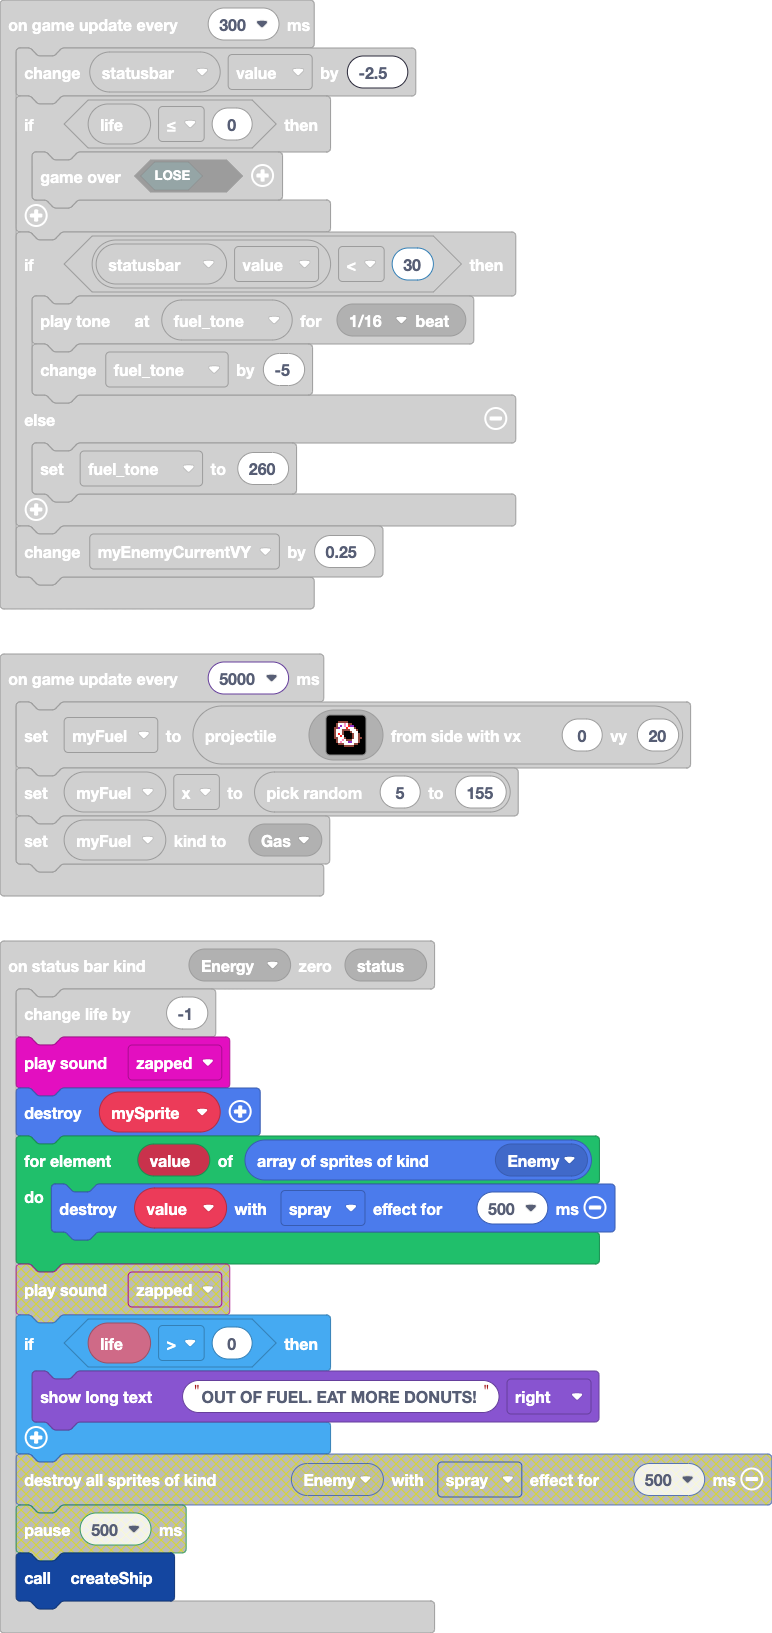 on game update every 300 ms
change statusbar value by -2.5
if life ≤ 0 then
game over LOSE
if statusbar value < 30 then
play tone at fuel_tone for 1/16 beat
change fuel_tone by -5
else
set fuel_tone to 260
change myEnemyCurrentVY by 0.25
on game update every 5000 ms
set myFuel to projectile from side with vx 0 vy 20
set myFuel x to pick random 5 to 155
set myFuel kind to Gas
on status bar kind Energy zero status
change life by -1
play sound zapped
destroy mySprite
for element value of array of sprites of kind Enemy
do destroy value with spray effect for 500 ms
play sound zapped
if life > 0 then
show long text "OUT OF FUEL. EAT MORE DONUTS!" right
destroy all sprites of kind Enemy with spray effect for 500 ms
pause 500 ms
call createShip